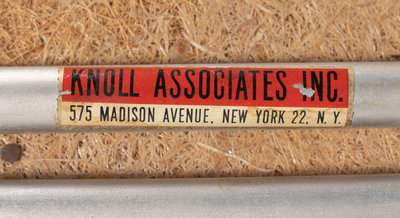 KNOLL ASSOCIATES INC.
575 MADISON AVENUE, NEW YORK 22, N.Y.